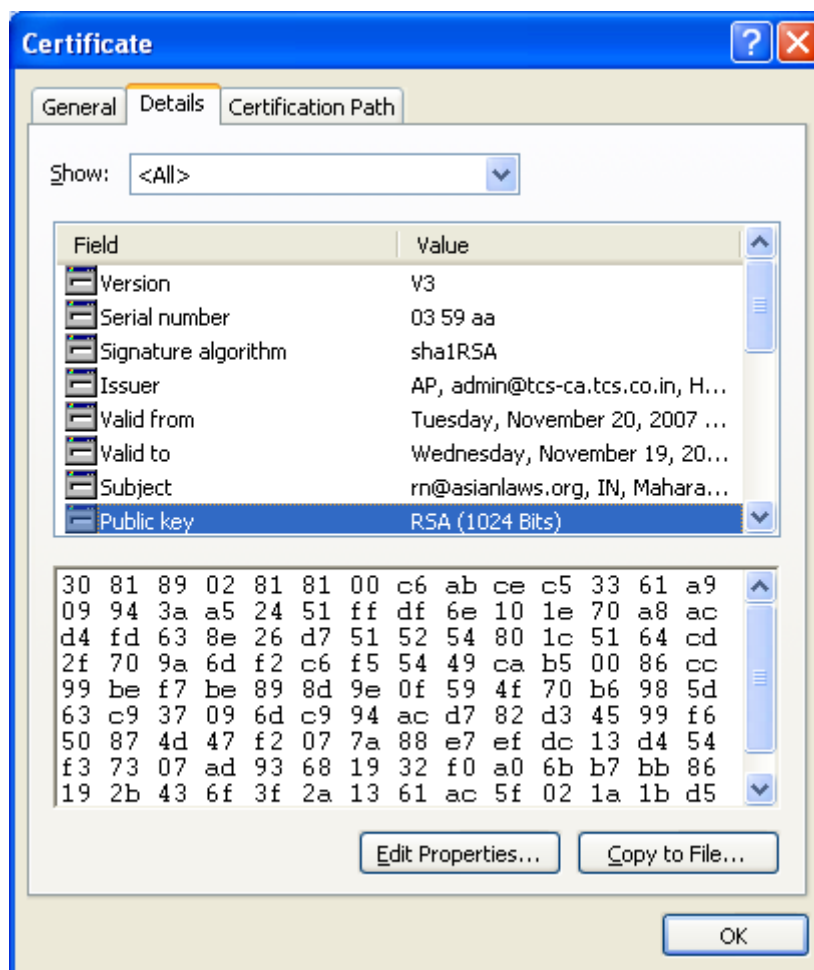 Certificate
General Details Certification Path
Show: <All>
Field Value
Version V3
Serial number 03 59 aa
Signature algorithm sha1RSA
Issuer AP, admin@tcs-ca.tcs.co.in, H...
Valid from Tuesday, November 20, 2007 ...
Valid to Wednesday, November 19, 20...
Subject rn@asianlaws.org, IN, Mahara...
Public key RSA (1024 Bits)
30 81 89 02 81 81 00 c6 ab ce c5 33 61 a9
09 94 3a a5 24 51 ff df 6e 10 1e 70 a8 ac
d4 fd 63 8e 26 d7 51 52 54 80 1c 51 64 cd
2f 70 9a 6d f2 c6 f5 54 49 ca b5 00 86 cc
99 be f7 be 89 8d 9e 0f 59 4f 70 b6 98 5d
63 c9 37 09 6d c9 94 ac d7 82 d3 45 99 f6
50 87 4d 47 f2 07 7a 88 e7 ef dc 13 d4 54
f3 73 07 ad 93 68 19 32 f0 a0 6b b7 bb 86
19 2b 43 6f 3f 2a 13 61 ac 5f 02 1a 1b d5
Edit Properties... Copy to File...
OK